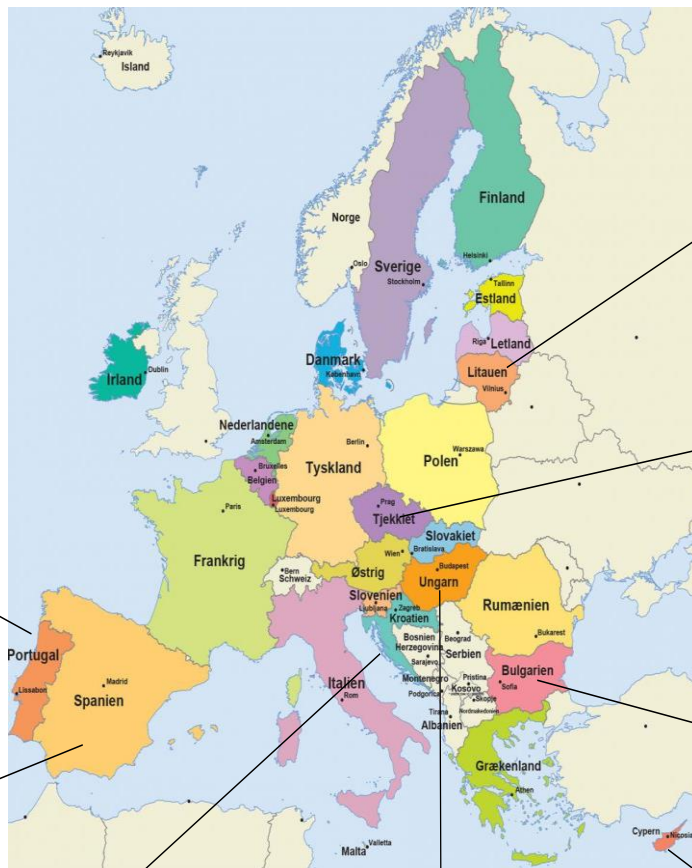 Reykjavik
Island
Finland
Norge
Helsinki
Oslo
Sverige
Stockholm
Tallinn
Estland
Riga
Letland
Danmark
København
Litauen
Vilnius
Irland
Dublin
Nederlandene
Amsterdam
Berlin
Warszawa
Tyskland
Polen
Bruxelles
Belgien
Luxembourg
Luxembourg
Prag
Tjekkiet
Paris
Slovakiet
Wien
Bratislava
Frankrig
Østrig
Budapest
Bern
Schweiz
Ungarn
Slovenien
Ljubljana
Zagreb
Kroatien
Rumænien
Bukarest
Bosnien
Herzegovina
Sarajevo
Beograd
Serbien
Portugal
Lissabon
Madrid
Spanien
Italien
Rom
Montenegro
Podgorica
Pristina
Kosovo
Skopje
Nordmakedonien
Bulgarien
Sofia
Tirana
Albanien
Grækenland
Athen
Malta
Valletta
Cypern
Nicosia